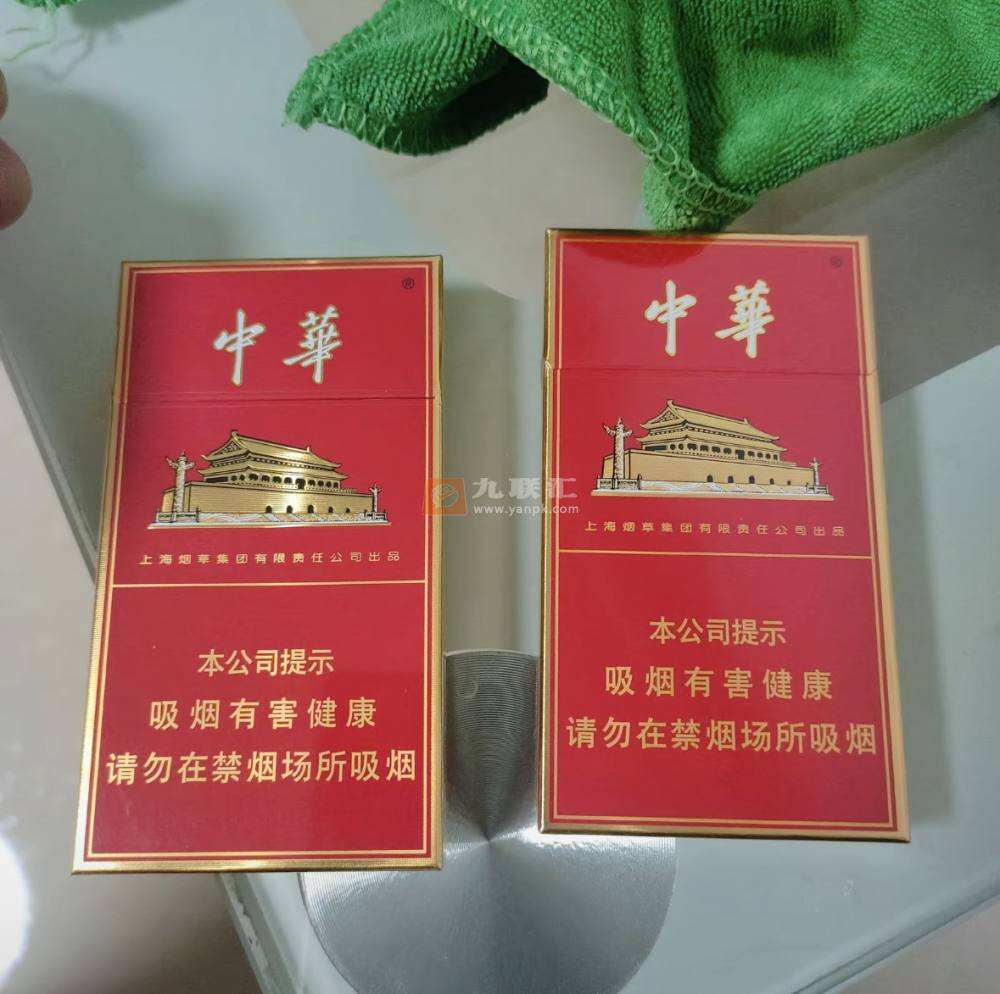 中華
®
上海烟草集团有限责任公司出品
本公司提示
吸烟有害健康
请勿在禁烟场所吸烟
中華
®
上海烟草集团有限责任公司出品
本公司提示
吸烟有害健康
请勿在禁烟场所吸烟
九联汇
www.yanpk.com